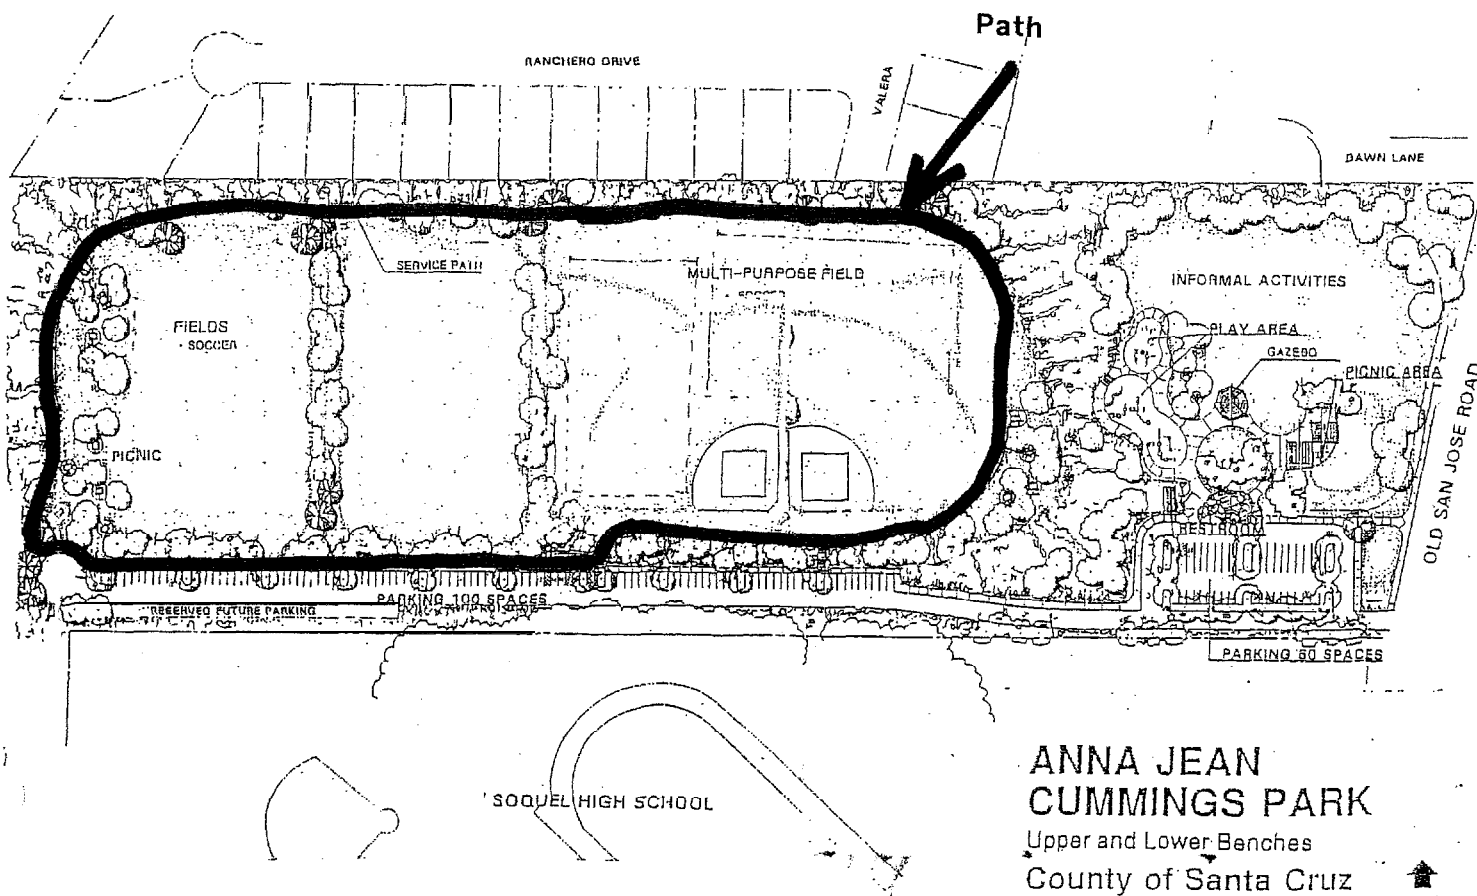 Path
RANCHERO DRIVE
VALERA
DAWN LANE
SERVICE PATH
MULTI-PURPOSE FIELD
SOCCER
INFORMAL ACTIVITIES
FIELDS
- SOCCER
PLAY AREA
GAZEBO
PICNIC AREA
OLD SAN JOSE ROAD
PICNIC
RESTROOM
PARKING 100 SPACES
RESERVED FUTURE PARKING
PARKING 60 SPACES
SOQUEL HIGH SCHOOL
ANNA JEAN
CUMMINGS PARK
Upper and Lower Benches
County of Santa Cruz